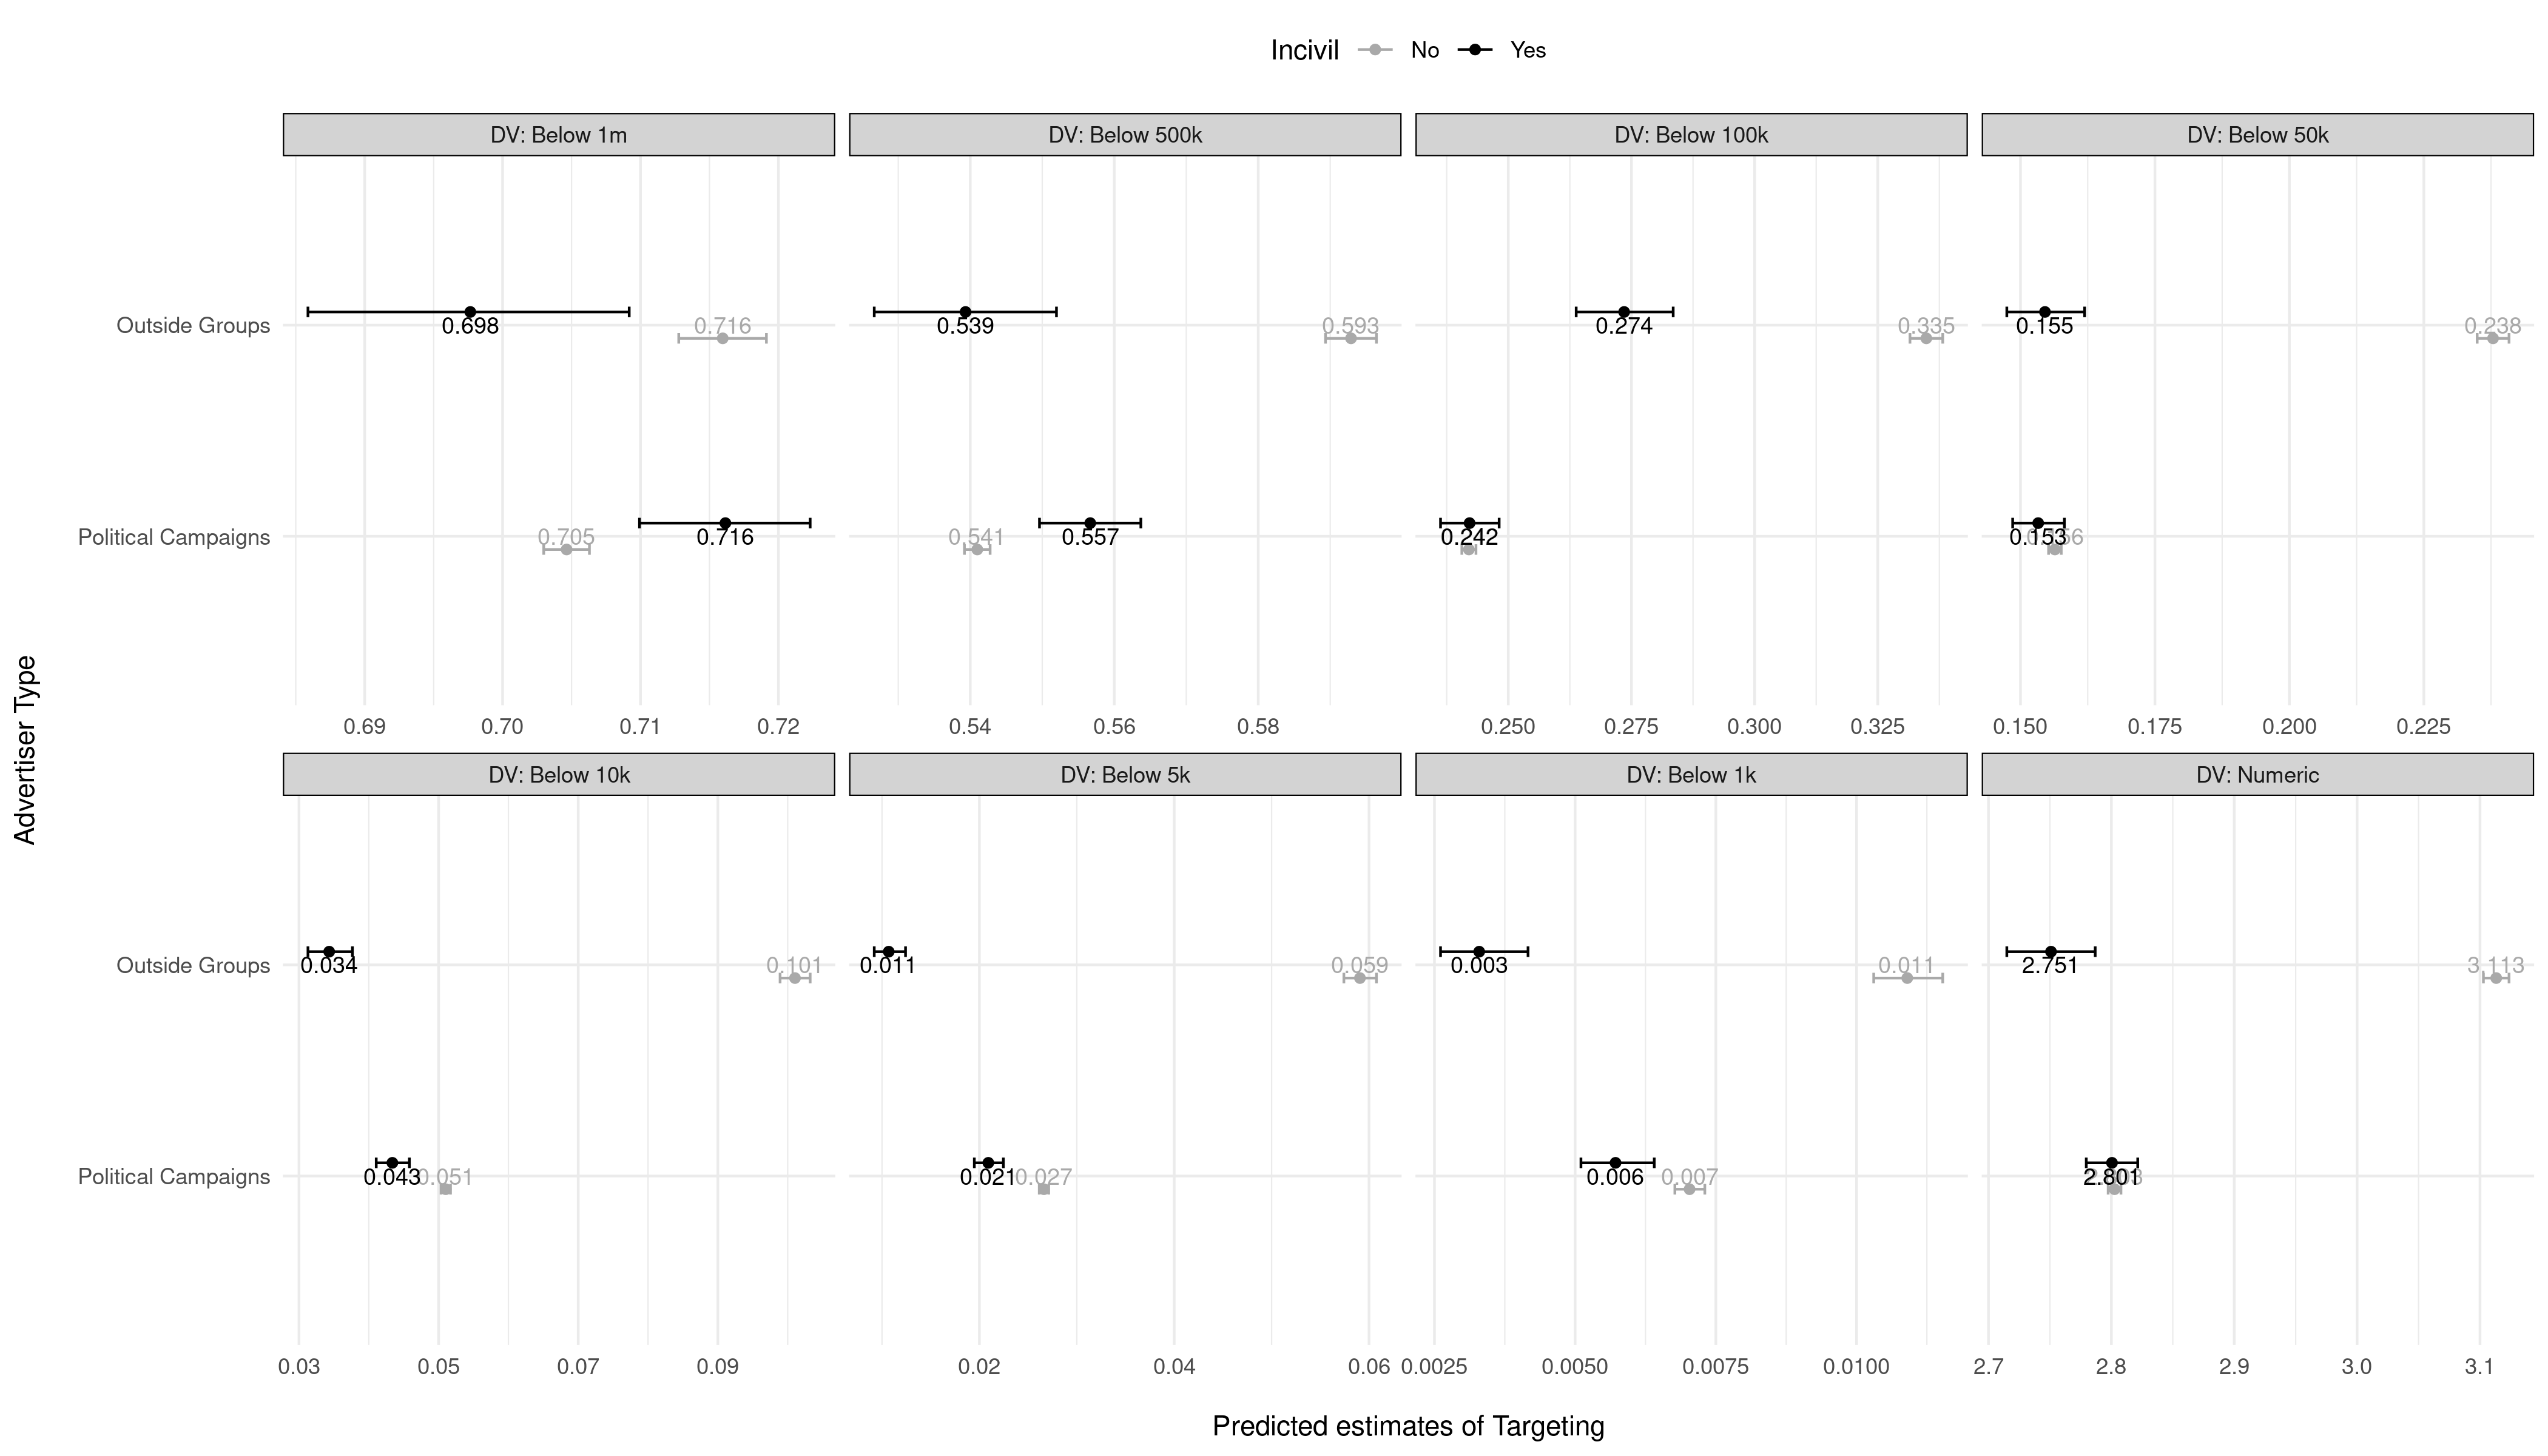 Incivil No Yes
DV: Below 1m DV: Below 500k DV: Below 100k DV: Below 50k
Outside Groups
0.698 0.716 0.539 0.593 0.274 0.335 0.155 0.238
Political Campaigns
0.705 0.716 0.541 0.557 0.242 0.153
0.69 0.70 0.71 0.72 0.54 0.56 0.58 0.250 0.275 0.300 0.325 0.150 0.175 0.200 0.225
Advertiser Type
DV: Below 10k DV: Below 5k DV: Below 1k DV: Numeric
Outside Groups
0.034 0.101 0.011 0.059 0.003 0.011 2.751 3.113
Political Campaigns
0.043 0.051 0.021 0.027 0.006 0.007 2.801
0.03 0.05 0.07 0.09 0.02 0.04 0.06 0.0025 0.0050 0.0075 0.0100 2.7 2.8 2.9 3.0 3.1
Predicted estimates of Targeting